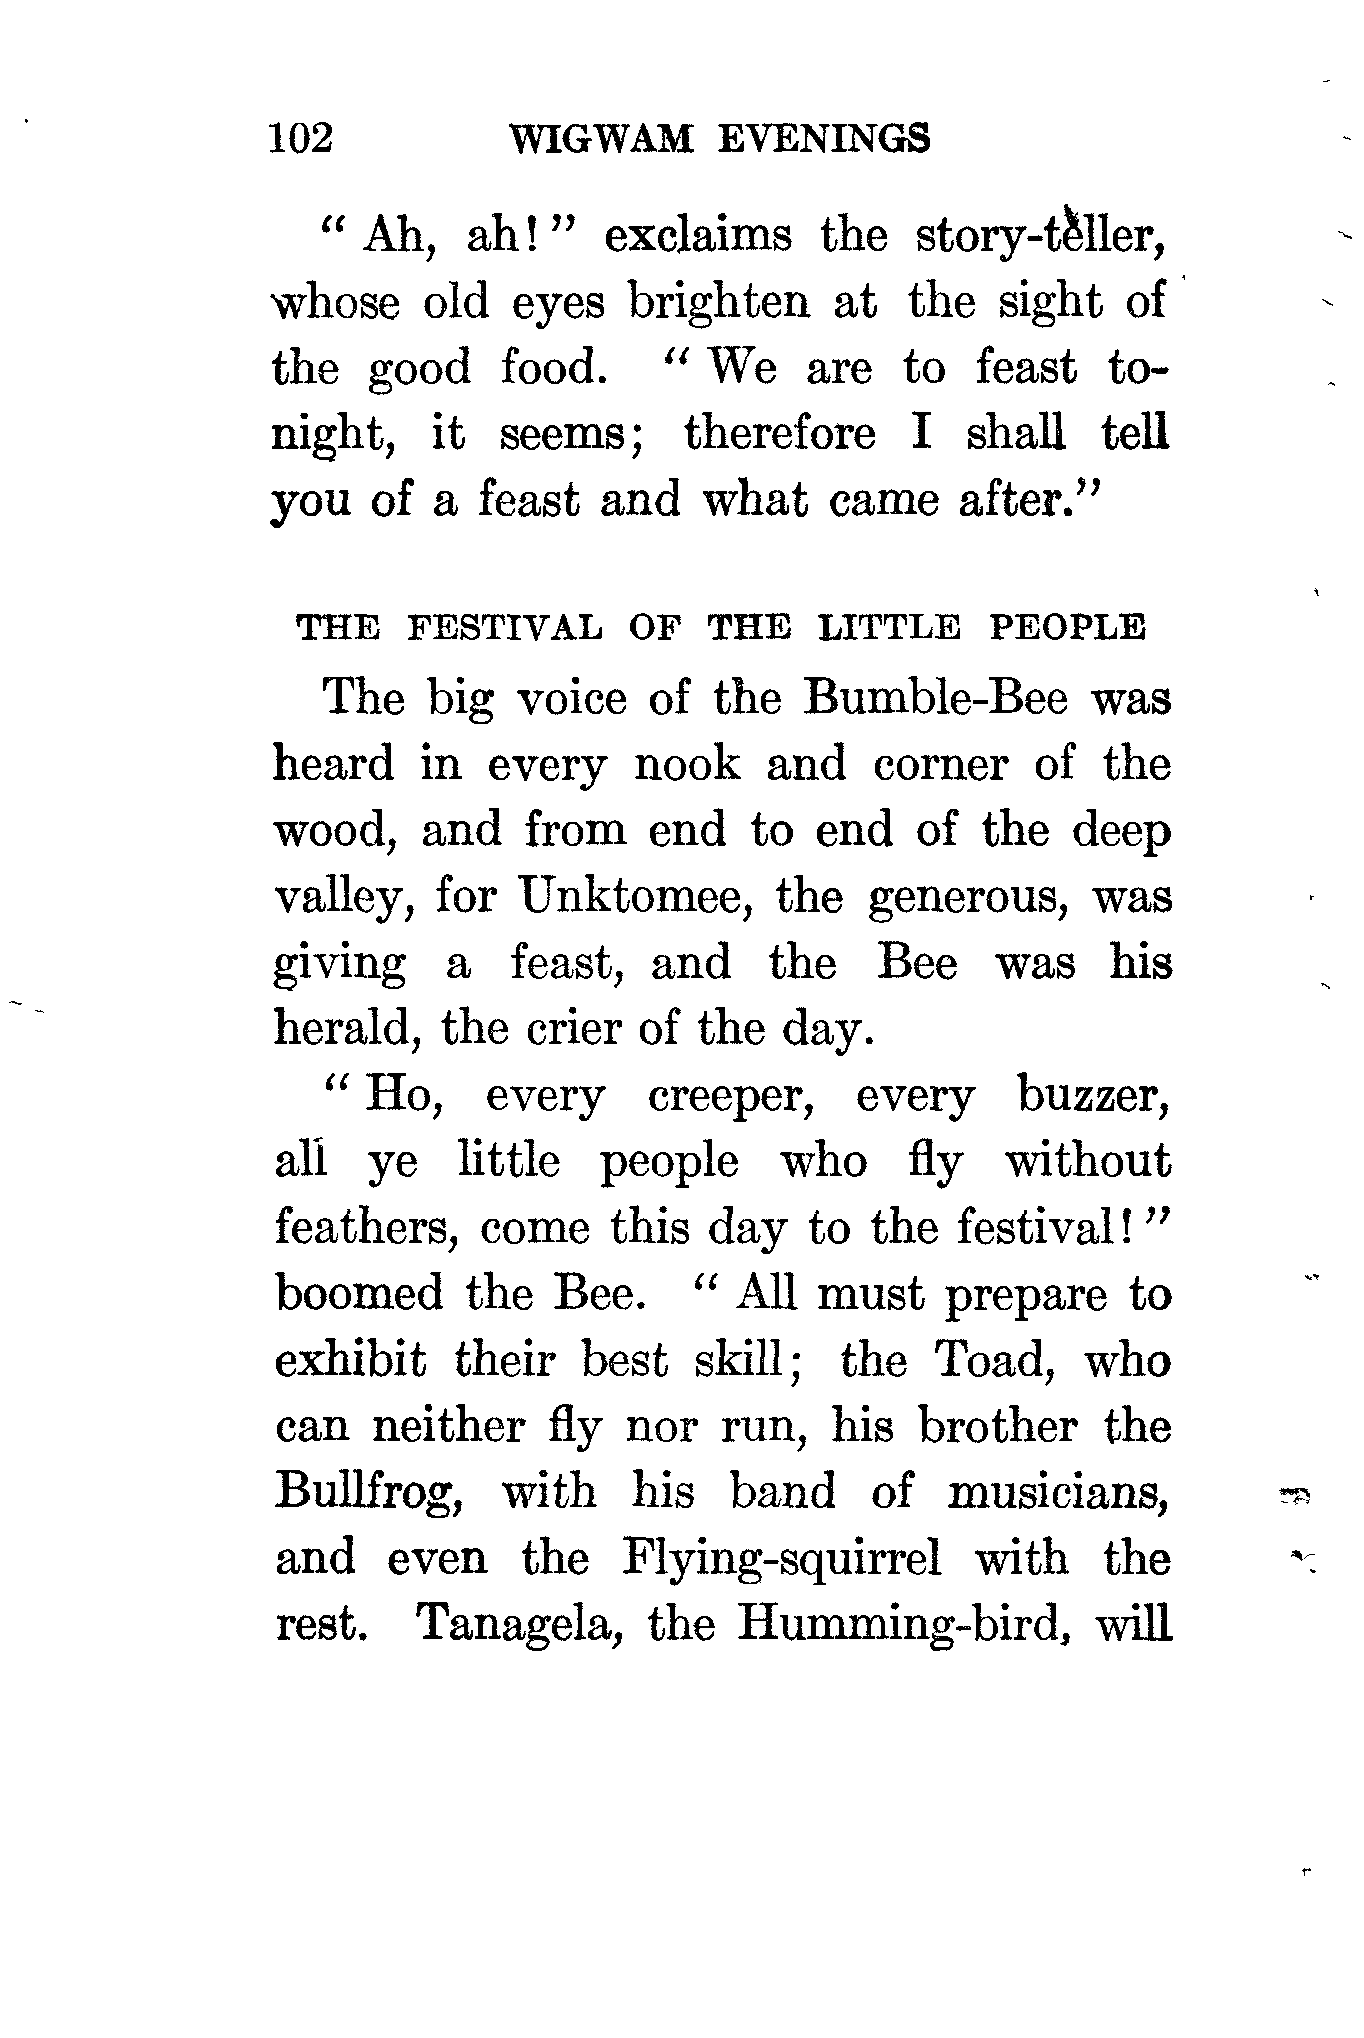 102 WIGWAM EVENINGS
“ Ah, ah! ” exclaims the story-teller,
whose old eyes brighten at the sight of
the good food. “ We are to feast to-
night, it seems; therefore I shall tell
you of a feast and what came after.”
THE FESTIVAL OF THE LITTLE PEOPLE
The big voice of the Bumble-Bee was
heard in every nook and corner of the
wood, and from end to end of the deep
valley, for Unktomee, the generous, was
giving a feast, and the Bee was his
herald, the crier of the day.
“ Ho, every creeper, every buzzer,
all ye little people who fly without
feathers, come this day to the festival! ”
boomed the Bee. “ All must prepare to
exhibit their best skill; the Toad, who
can neither fly nor run, his brother the
Bullfrog, with his band of musicians,
and even the Flying-squirrel with the
rest. Tanagela, the Humming-bird, will